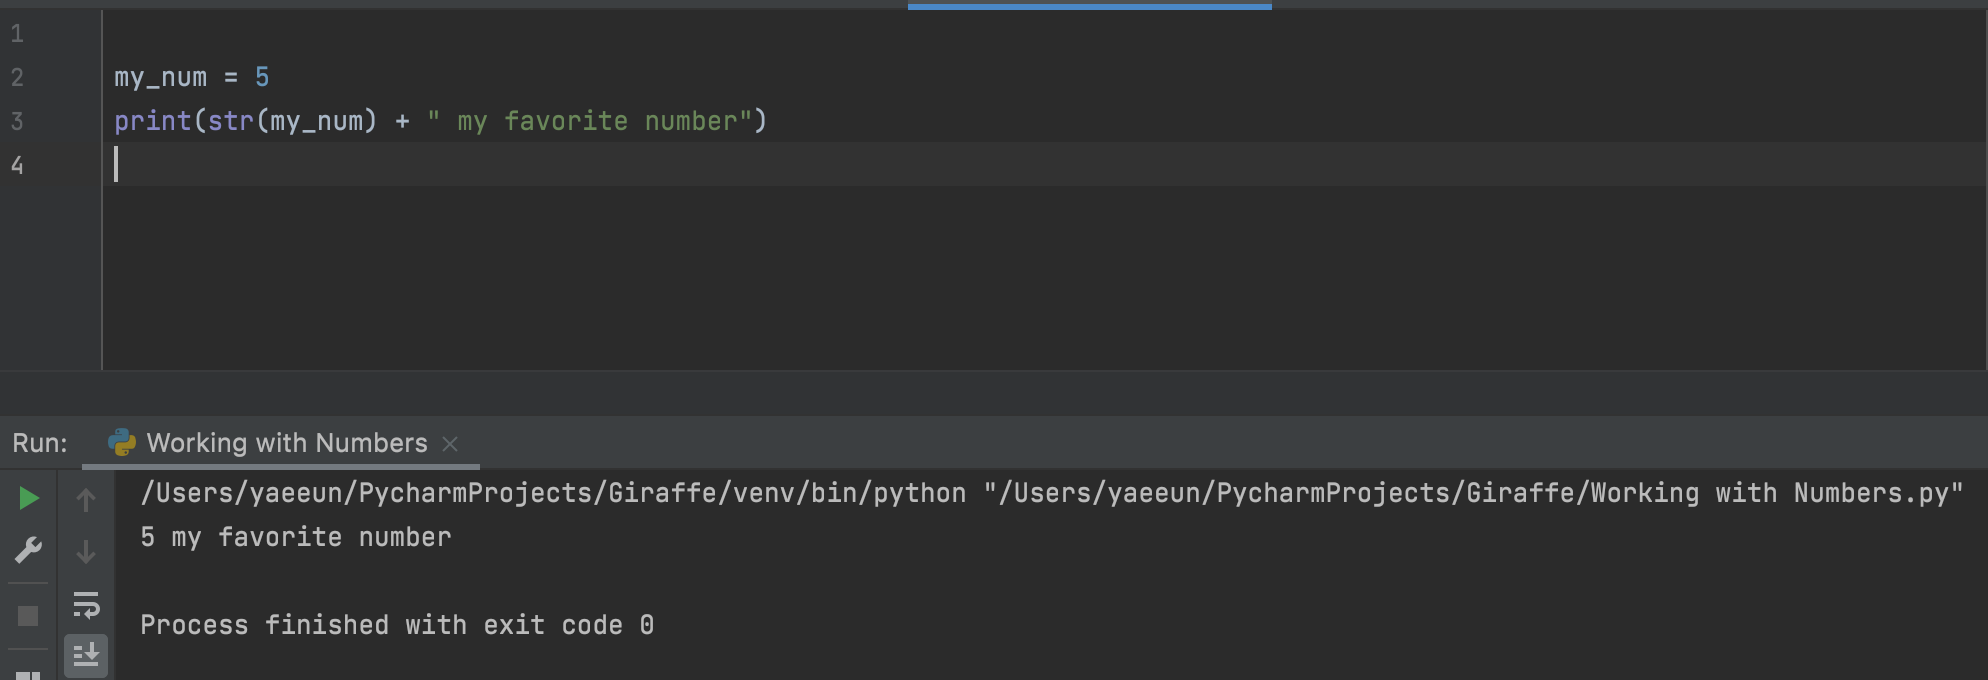 1
2 my_num = 5
3 print(str(my_num) + " my favorite number")
4
Run: Working with Numbers
/Users/yaeeun/PycharmProjects/Giraffe/venv/bin/python "/Users/yaeeun/PycharmProjects/Giraffe/Working with Numbers.py"
5 my favorite number
Process finished with exit code 0